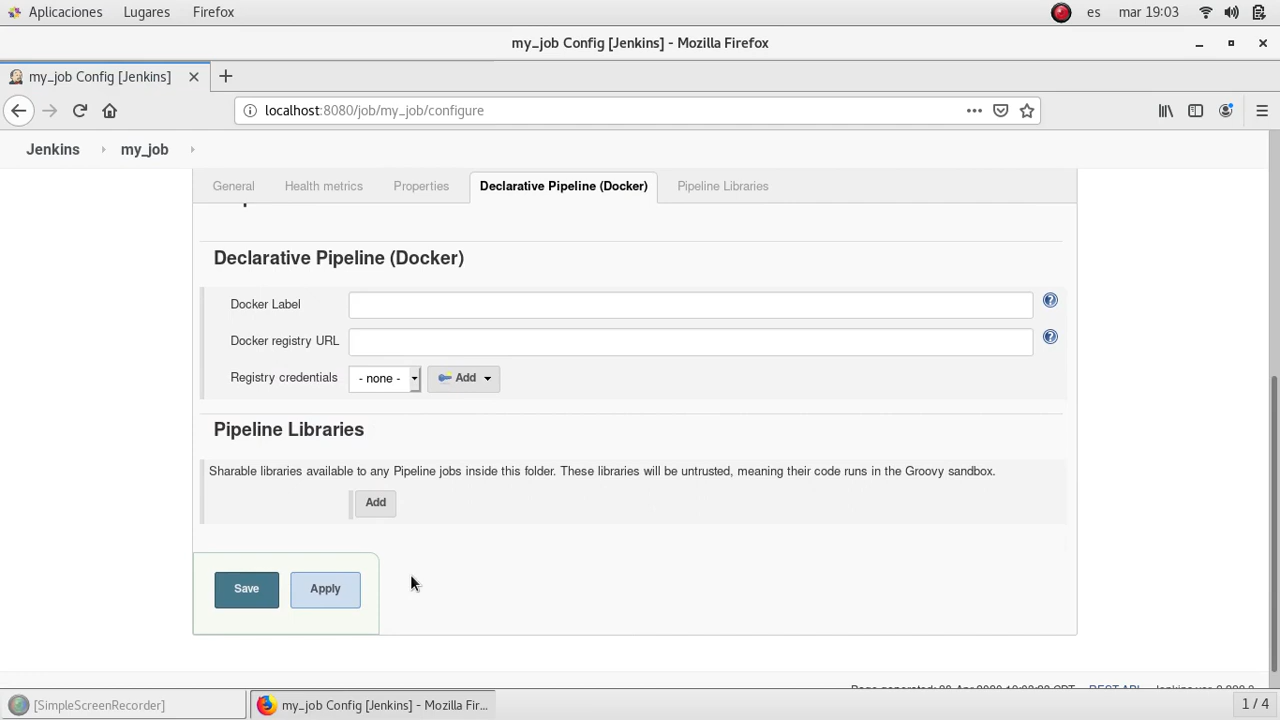 Aplicaciones Lugares Firefox es mar 19:03
my_job Config [Jenkins] - Mozilla Firefox
my_job Config [Jenkins]
localhost:8080/job/my_job/configure
Jenkins my_job
General Health metrics Properties Declarative Pipeline (Docker) Pipeline Libraries
Declarative Pipeline (Docker)
Docker Label
Docker registry URL
Registry credentials - none - Add
Pipeline Libraries
Sharable libraries available to any Pipeline jobs inside this folder. These libraries will be untrusted, meaning their code runs in the Groovy sandbox.
Add
Save Apply
[SimpleScreenRecorder] my_job Config [Jenkins] - Mozilla Fir... 1 / 4